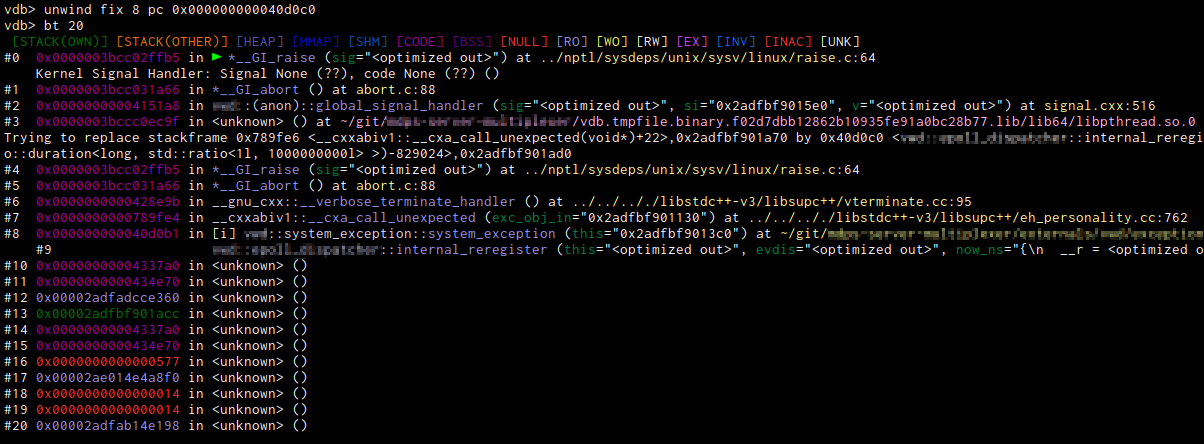 vdb> unwind fix 8 pc 0x000000000040d0c0
vdb> bt 20
[STACK(OWN)] [STACK(OTHER)] [HEAP] [MMAP] [SHM] [CODE] [BSS] [NULL] [RO] [WO] [RW] [EX] [INV] [INAC] [UNK]
#0 0x0000003bcc02ffb5 in ► *__GI_raise (sig="<optimized out>") at ../nptl/sysdeps/unix/sysv/linux/raise.c:64
Kernel Signal Handler: Signal None (??), code None (??) ()
#1 0x0000003bcc031a66 in *__GI_abort () at abort.c:88
#2 0x00000000004151a8 in ::(anon)::global_signal_handler (sig="<optimized out>", si="0x2adfbf9015e0", v="<optimized out>") at signal.cxx:516
#3 0x0000003bccc0ec9f in <unknown> () at ~/git//vdb.tmpfile.binary.f02d7dbb12862b10935fe91a0bc28b77.lib/lib64/libpthread.so.0
Trying to replace stackframe 0x789fe6 <__cxxabiv1::__cxa_call_unexpected(void*)+22>,0x2adfbf901a70 by 0x40d0c0 <::internal_reregi
o::duration<long, std::ratio<1l, 1000000000l> >)-829024>,0x2adfbf901ad0
#4 0x0000003bcc02ffb5 in *__GI_raise (sig="<optimized out>") at ../nptl/sysdeps/unix/sysv/linux/raise.c:64
#5 0x0000003bcc031a66 in *__GI_abort () at abort.c:88
#6 0x0000000000428e9b in __gnu_cxx::__verbose_terminate_handler () at ../../../../libstdc++-v3/libsupc++/vterminate.cc:95
#7 0x0000000000789fe4 in __cxxabiv1::__cxa_call_unexpected (exc_obj_in="0x2adfbf901130") at ../../../../libstdc++-v3/libsupc++/eh_personality.cc:762
#8 0x000000000040d0b1 in [i] ::system_exception::system_exception (this="0x2adfbf9013c0") at ~/git/
#9 ::internal_reregister (this="<optimized out>", evdis="<optimized out>", now_ns="{\n __r = <optimized o
#10 0x00000000004337a0 in <unknown> ()
#11 0x0000000000434e70 in <unknown> ()
#12 0x00002adfadcce360 in <unknown> ()
#13 0x00002adfbf901acc in <unknown> ()
#14 0x00000000004337a0 in <unknown> ()
#15 0x0000000000434e70 in <unknown> ()
#16 0x0000000000000577 in <unknown> ()
#17 0x00002ae014e4a8f0 in <unknown> ()
#18 0x0000000000000014 in <unknown> ()
#19 0x0000000000000014 in <unknown> ()
#20 0x00002adfab14e198 in <unknown> ()